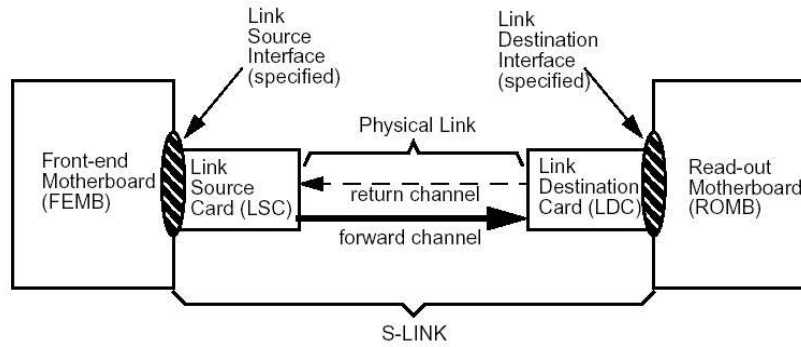 Link
Source
Interface
(specified)
Link
Destination
Interface
(specified)
Physical Link
Front-end
Motherboard
(FEMB)
Link
Source
Card (LSC)
return channel
forward channel
Link
Destination
Card (LDC)
Read-out
Motherboard
(ROMB)
S-LINK